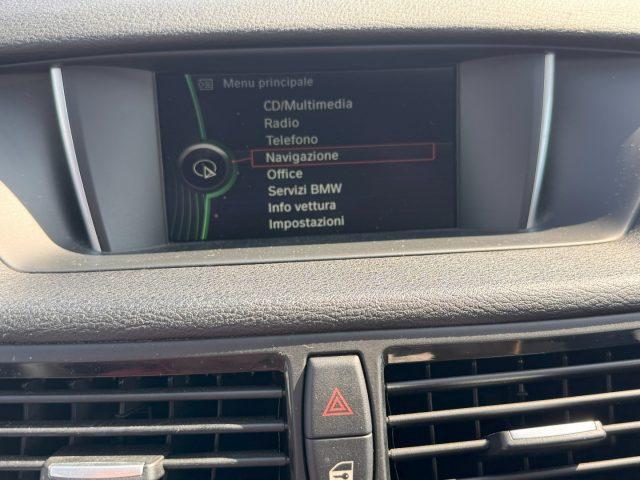 Menu principale
CD/Multimedia
Radio
Telefono
Navigazione
Office
Servizi BMW
Info vettura
Impostazioni